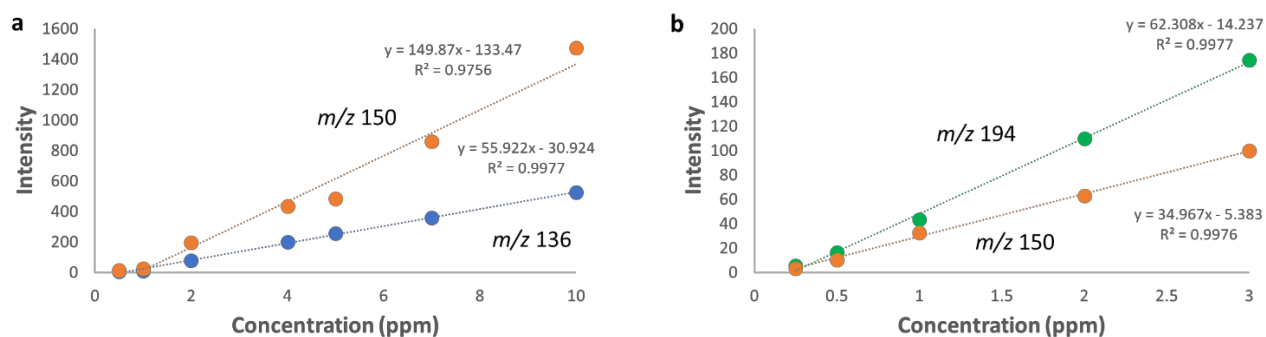 a
1600
1400
1200
1000
800
600
400
200
0
Intensity
y = 149.87x - 133.47
R² = 0.9756
m/z 150
y = 55.922x - 30.924
R² = 0.9977
m/z 136
0 2 4 6 8 10
Concentration (ppm)
b
200
180
160
140
120
100
80
60
40
20
0
Intensity
y = 62.308x - 14.237
R² = 0.9977
m/z 194
y = 34.967x - 5.383
R² = 0.9976
m/z 150
0 0.5 1 1.5 2 2.5 3
Concentration (ppm)